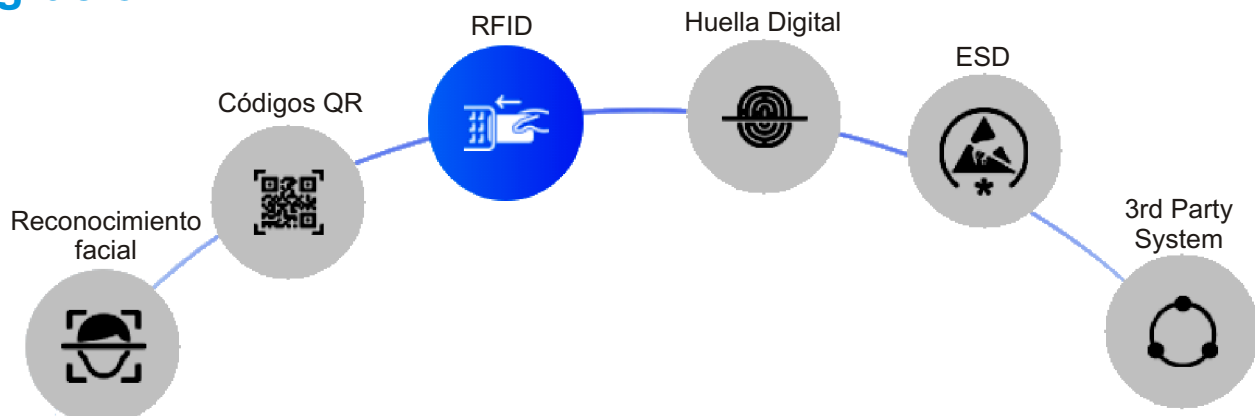 RFID
Huella Digital
ESD
Códigos QR
3rd Party
System
Reconocimiento
facial